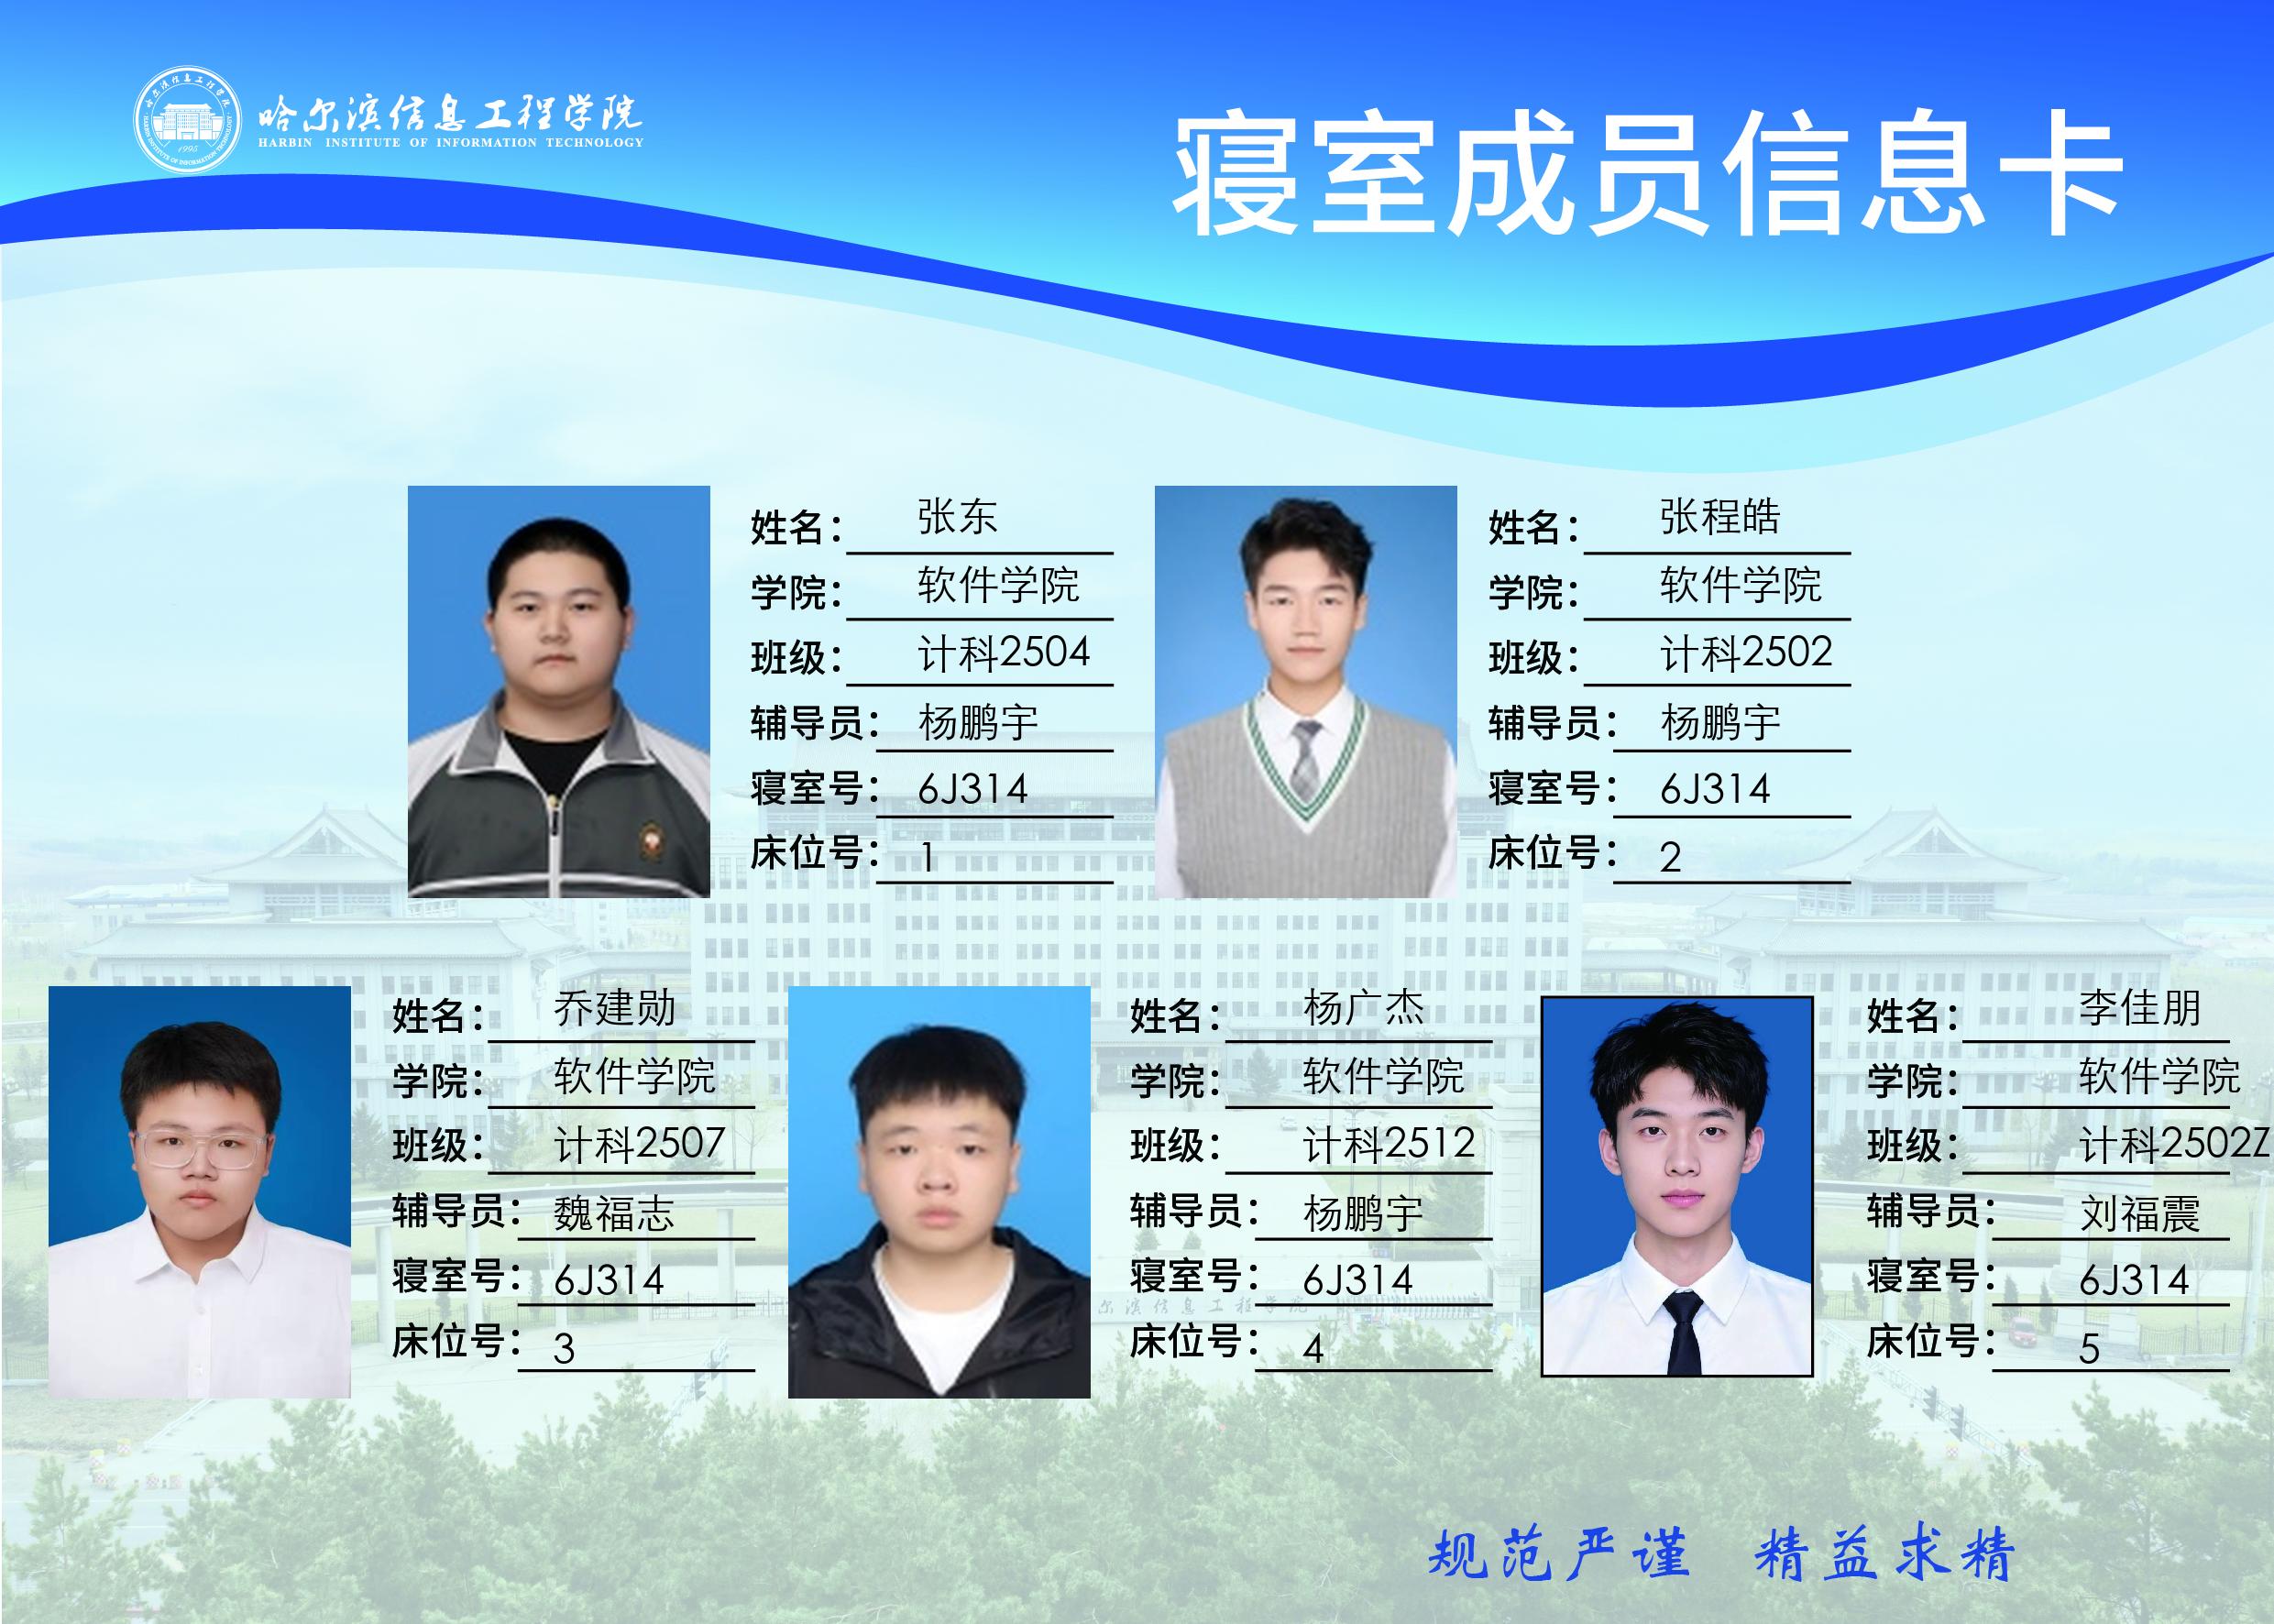 哈尔滨信息工程学院
HARBIN INSTITUTE OF INFORMATION TECHNOLOGY
1995
寝室成员信息卡
姓名： 张东
学院： 软件学院
班级： 计科2504
辅导员： 杨鹏宇
寝室号： 6J314
床位号： 1
姓名： 张程皓
学院： 软件学院
班级： 计科2502
辅导员： 杨鹏宇
寝室号： 6J314
床位号： 2
姓名： 乔建勋
学院： 软件学院
班级： 计科2507
辅导员： 魏福志
寝室号： 6J314
床位号： 3
姓名： 杨广杰
学院： 软件学院
班级： 计科2512
辅导员： 杨鹏宇
寝室号： 6J314
床位号： 4
姓名： 李佳朋
学院： 软件学院
班级： 计科2502Z
辅导员： 刘福震
寝室号： 6J314
床位号： 5
尔滨信息工程学院
规范严谨 精益求精